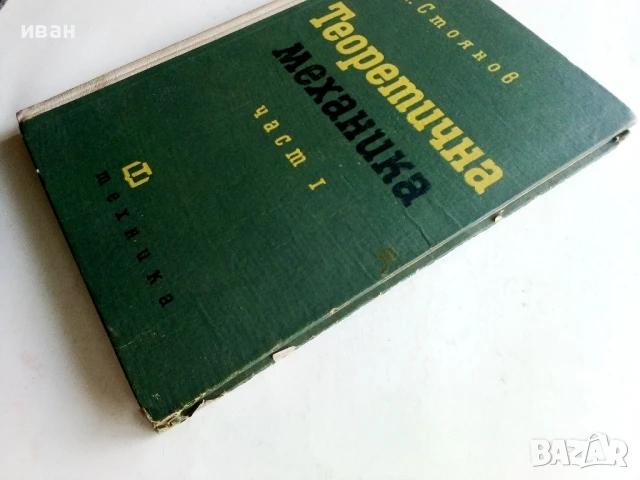 иван
. Стоянов
Теоретична
механика
част I
техника
BAZAR